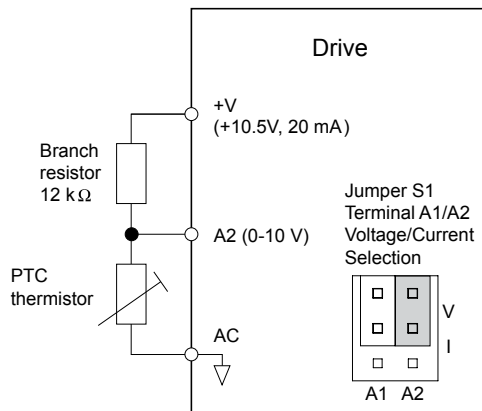 Drive
+V
(+10.5V, 20 mA)
Branch
resistor
12 kΩ
A2 (0-10 V)
PTC
thermistor
AC
Jumper S1
Terminal A1/A2
Voltage/Current
Selection
V
I
A1 A2